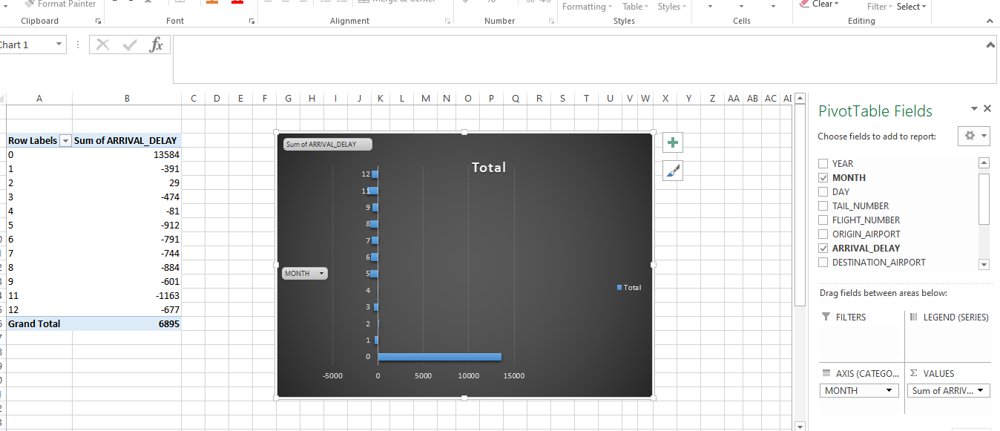 Format Painter
Merge & Center
$ %
Formatting Table Styles
Clear
Filter Select
Clipboard Font Alignment Number Styles Cells Editing
hart 1
fx
A B C D E F G H I J K L M N O P Q R S T U V W X Y Z AA AB AC
Row Labels Sum of ARRIVAL_DELAY
0 13584
1 -391
2 29
3 -474
4 -81
5 -912
6 -791
7 -744
8 -884
9 -601
11 -1163
12 -677
Grand Total 6895
Sum of ARRIVAL_DELAY
Total
12
11
9
8
7
6
5
4
3
2
1
0
-5000 0 5000 10000 15000
MONTH
Total
PivotTable Fields
Choose fields to add to report:
YEAR
MONTH
DAY
TAIL_NUMBER
FLIGHT_NUMBER
ORIGIN_AIRPORT
ARRIVAL_DELAY
DESTINATION_AIRPORT
Drag fields between areas below:
FILTERS
LEGEND (SERIES)
AXIS (CATEGO...
VALUES
MONTH
Sum of ARRIV...